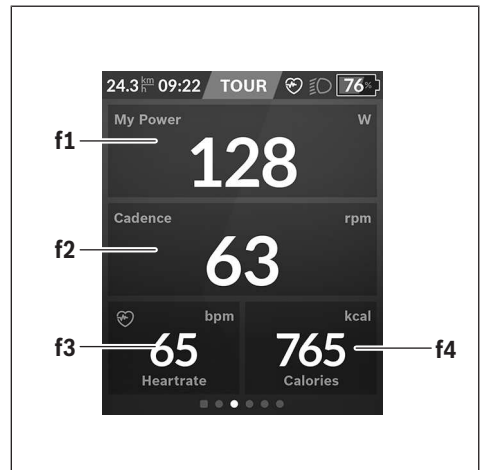 24.3 km/h 09:22 TOUR 76%
My Power W
f1
128
Cadence rpm
f2
63
bpm kcal
f3 65 765 f4
Heartrate Calories